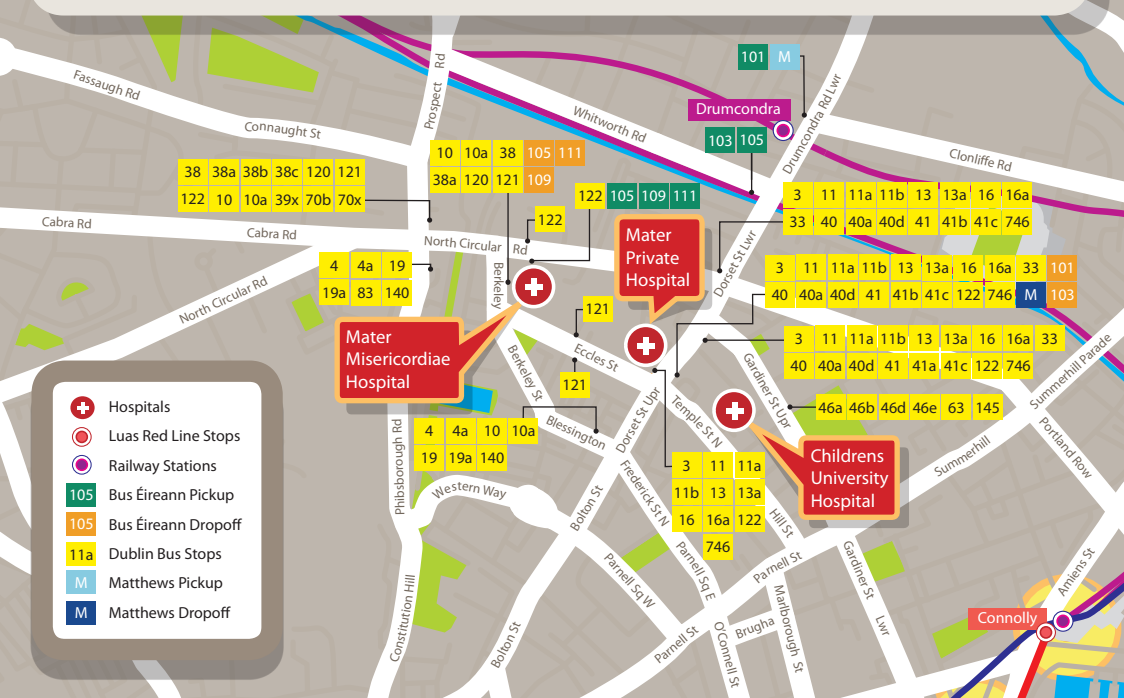 101 M
Drumcondra
103 105
Fassaugh Rd
Connaught St
Prospect Rd
Whitworth Rd
Drumcondra Rd Lwr
Clonliffe Rd
38 38a 38b 38c 120 121
122 10 10a 39x 70b 70x
10 10a 38 105 111
38a 120 121 109
122 105 109 111
122
3 11 11a 11b 13 13a 16 16a
33 40 40a 40d 41 41b 41c 746
Cabra Rd
Cabra Rd
North Circular Rd
North Circular Rd
Berkeley
Dorset St Lwr
4 4a 19
19a 83 140
Mater
Private
Hospital
3 11 11a 11b 13 13a 16 16a 33 101
40 40a 40d 41 41b 41c 122 746 M 103
Mater
Misericordiae
Hospital
121
Eccles St
121
Berkeley St
3 11 11a 11b 13 13a 16 16a 33
40 40a 40d 41 41a 41c 122 746
Summerhill Parade
Gardiner St Upr
46a 46b 46d 46e 63 145
Dorset St Upr
Temple St N
4 4a 10 10a
19 19a 140
Blessington
Childrens
University
Hospital
3 11 11a
11b 13 13a
16 16a 122
746
Summerhill
Portland Row
Phibsborough Rd
Western Way
Bolton St
Frederick St N
Hill St
Parnell Sq W
Parnell Sq E
Parnell St
Gardiner St Lwr
Amiens St
Constitution Hill
Bolton St
Parnell St
O'Connell St
Brugha
Marlborough St
Connolly
Hospitals
Luas Red Line Stops
Railway Stations
105 Bus Éireann Pickup
105 Bus Éireann Dropoff
11a Dublin Bus Stops
M Matthews Pickup
M Matthews Dropoff